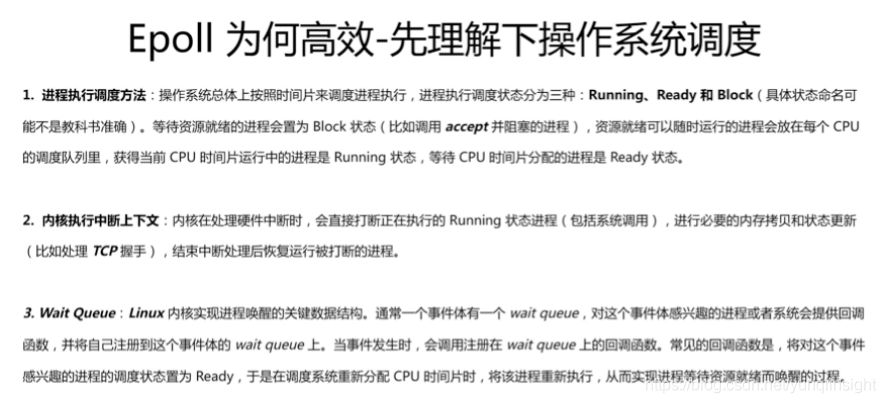 Epoll 为何高效-先理解下操作系统调度
1. 进程执行调度方法：操作系统总体上按照时间片来调度进程执行，进程执行调度状态分为三种：Running、Ready 和 Block（具体状态命名可
能不是教科书准确）。等待资源就绪的进程会置为 Block 状态（比如调用 accept 并阻塞的进程），资源就绪可以随时运行的进程会放在每个 CPU
的调度队列里，获得当前 CPU 时间片运行中的进程是 Running 状态，等待 CPU 时间片分配的进程是 Ready 状态。
2. 内核执行中断上下文：内核在处理硬件中断时，会直接打断正在执行的 Running 状态进程（包括系统调用），进行必要的内存拷贝和状态更新
（比如处理 TCP 握手），结束中断处理后恢复运行被打断的进程。
3. Wait Queue：Linux 内核实现进程唤醒的关键数据结构。通常一个事件体有一个 wait queue，对这个事件体感兴趣的进程或者系统会提供回调
函数，并将自己注册到这个事件体的 wait queue 上。当事件发生时，会调用注册在 wait queue 上的回调函数。常见的回调函数是，将对这个事件
感兴趣的进程的调度状态置为 Ready，于是在调度系统重新分配 CPU 时间片时，将该进程重新执行，从而实现进程等待资源就绪而唤醒的过程。
https://blog.csdn.net/yunqiinsight